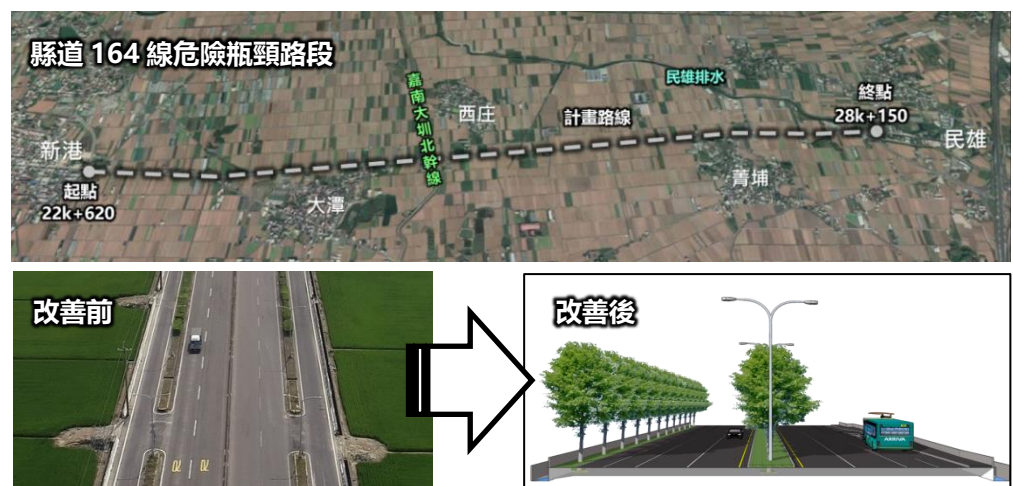 縣道 164 線危險瓶頸路段
民雄排水
終點
28k+150
嘉南大圳北幹線
西庄
計畫路線
民雄
新港
起點
22k+620
大潭
菁埔
改善前
改善後
ARRIVA